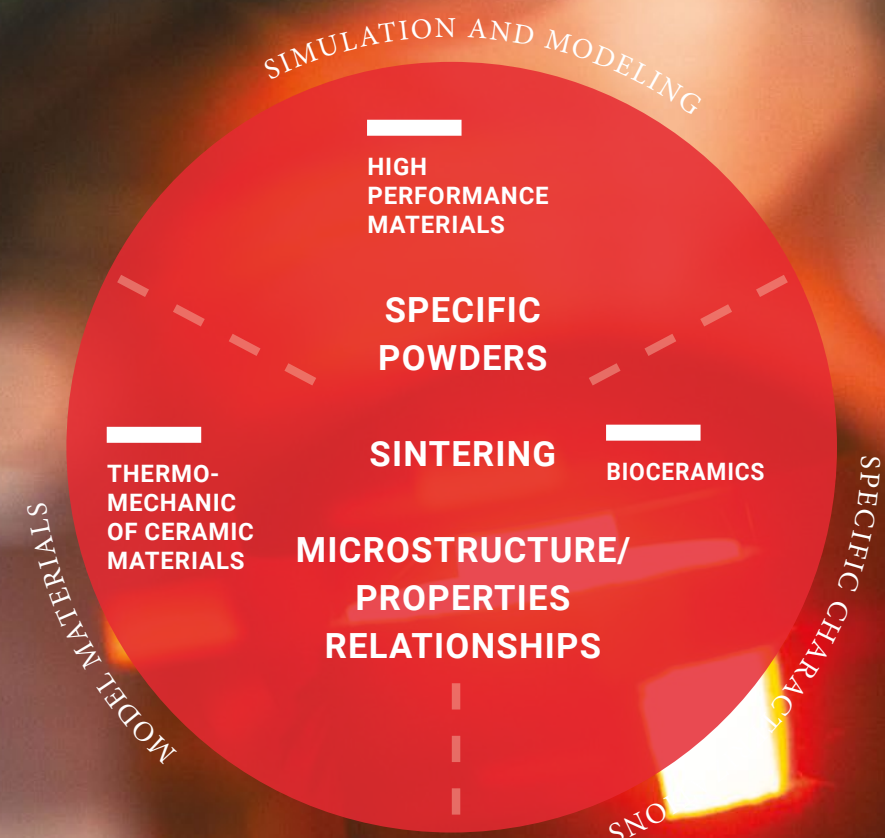 SIMULATION AND MODELING
HIGH
PERFORMANCE
MATERIALS
SPECIFIC
POWDERS
SINTERING
BIOCERAMICS
THERMO-
MECHANIC
OF CERAMIC
MATERIALS
MICROSTRUCTURE/
PROPERTIES
RELATIONSHIPS
MODEL MATERIALS
SPECIFIC